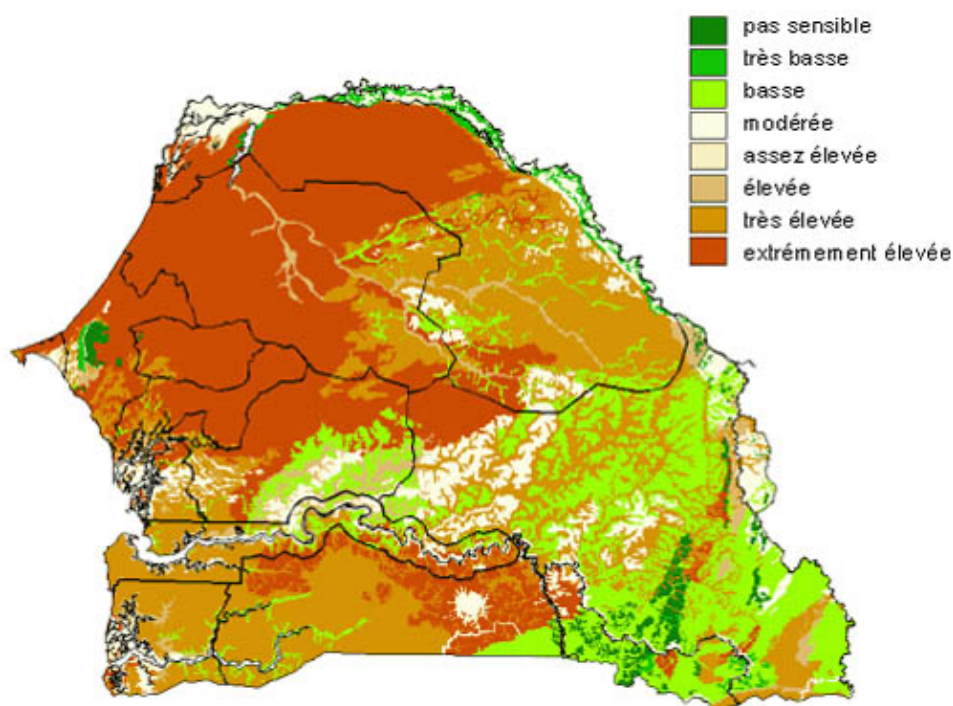 pas sensible
très basse
basse
modérée
assez élevée
élevée
très élevée
extrémement élevée